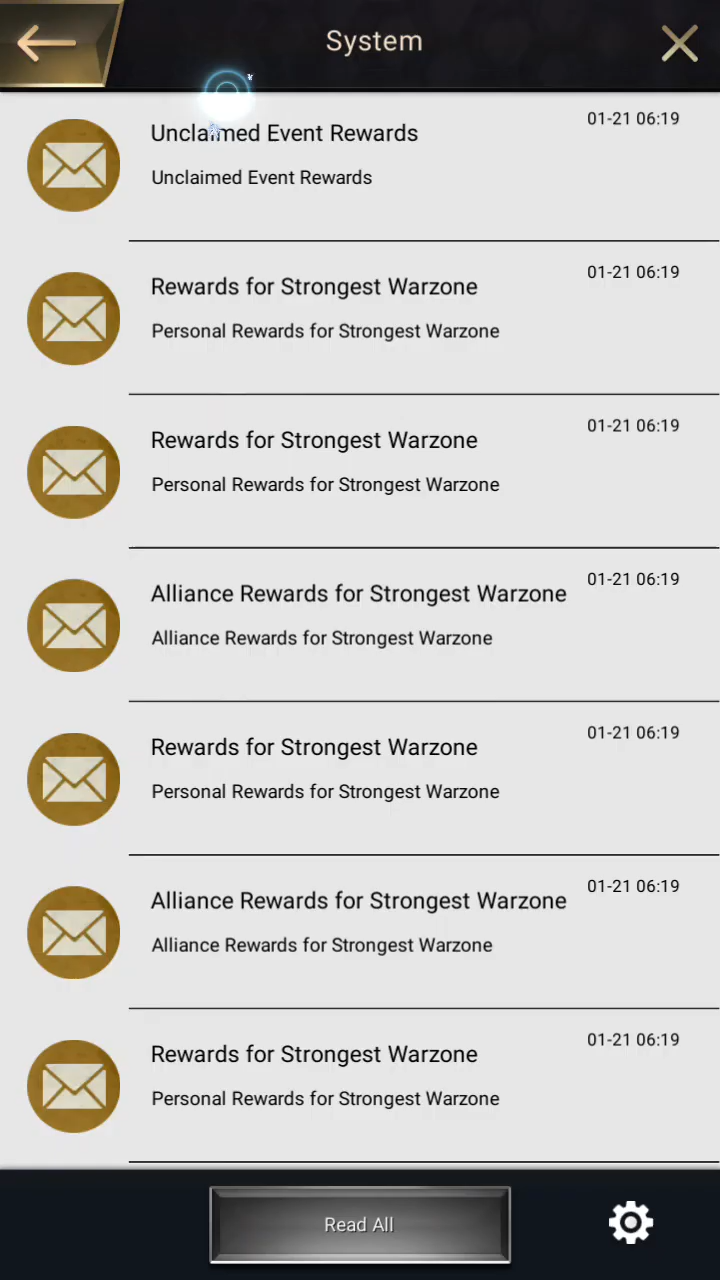 System
Unclaimed Event Rewards
01-21 06:19
Unclaimed Event Rewards
Rewards for Strongest Warzone
01-21 06:19
Personal Rewards for Strongest Warzone
Rewards for Strongest Warzone
01-21 06:19
Personal Rewards for Strongest Warzone
Alliance Rewards for Strongest Warzone
01-21 06:19
Alliance Rewards for Strongest Warzone
Rewards for Strongest Warzone
01-21 06:19
Personal Rewards for Strongest Warzone
Alliance Rewards for Strongest Warzone
01-21 06:19
Alliance Rewards for Strongest Warzone
Rewards for Strongest Warzone
01-21 06:19
Personal Rewards for Strongest Warzone
Read All